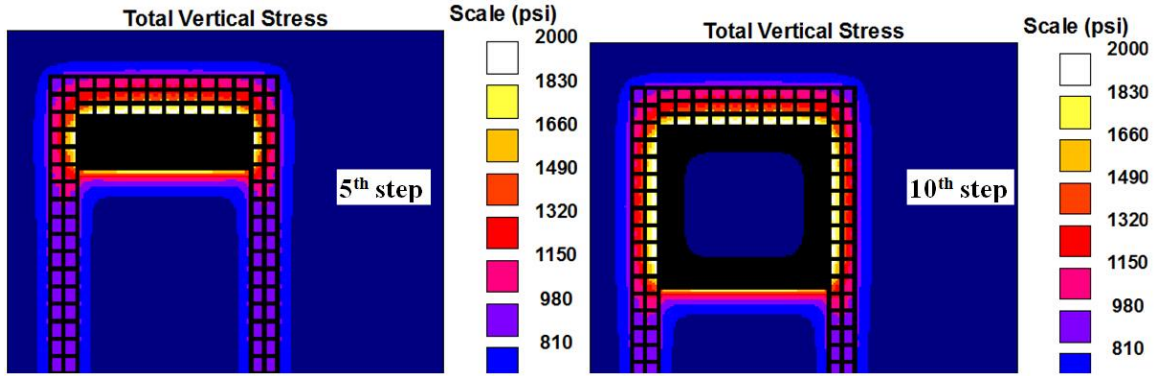 Total Vertical Stress
Scale (psi)
2000
1830
1660
1490
1320
1150
980
810
5th step
Total Vertical Stress
Scale (psi)
2000
1830
1660
1490
1320
1150
980
810
10th step